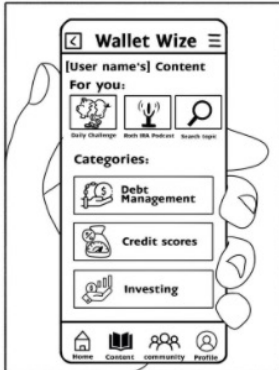 Wallet Wize
[User name's] Content
For you:
Daily Challenge
Roth IRA Podcast
Search topic
Categories:
Debt
Management
Credit scores
Investing
Home
Content
community
Profile